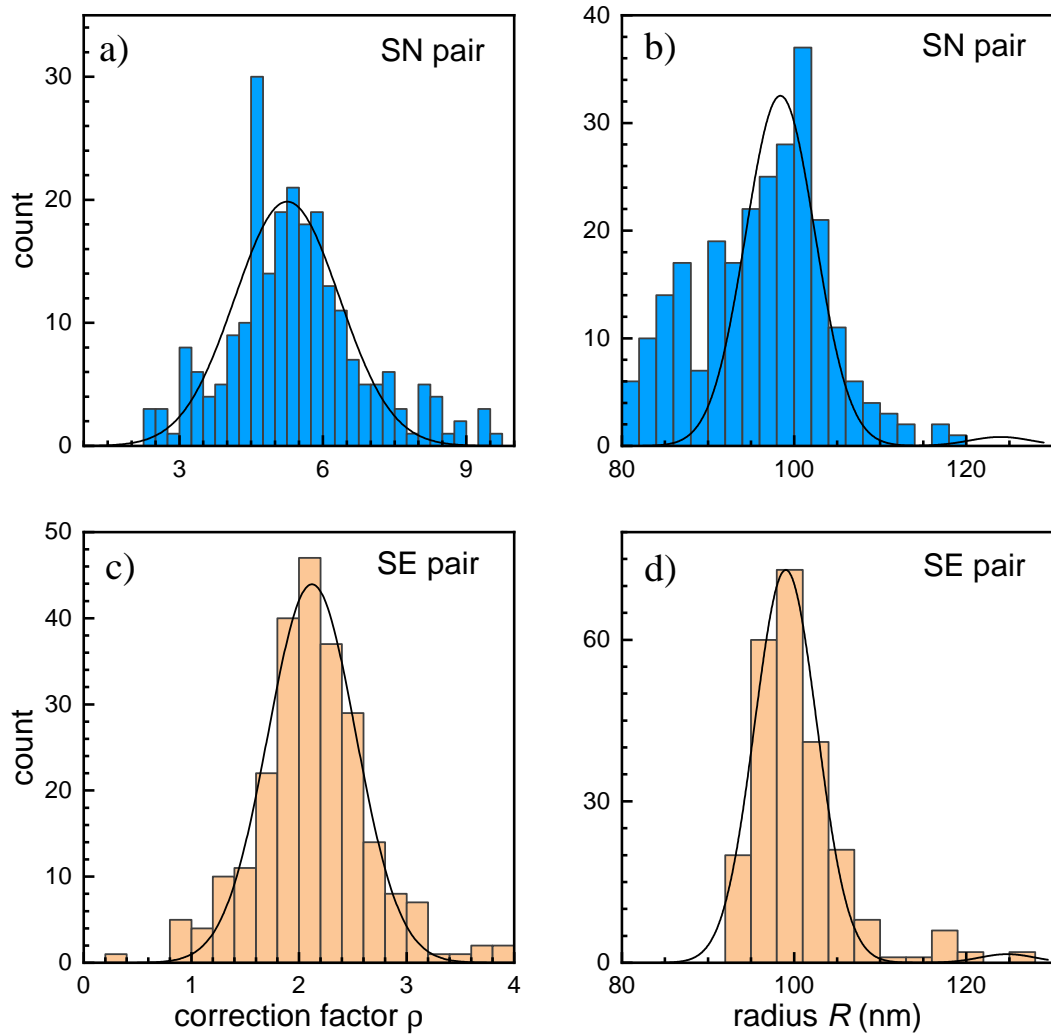 a) SN pair
b) SN pair
count
30
20
10
0
3 6 9
40
30
20
10
0
80 100 120
c) SE pair
d) SE pair
count
50
40
30
20
10
0
0 1 2 3 4
correction factor ρ
60
30
0
80 100 120
radius R (nm)